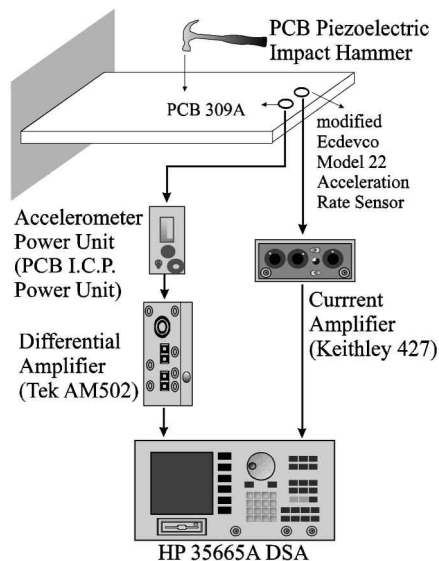 PCB Piezoelectric
Impact Hammer
PCB 309A
modified
Ecdevco
Model 22
Acceleration
Rate Sensor
Accelerometer
Power Unit
(PCB I.C.P.
Power Unit)
Currrent
Amplifier
(Keithley 427)
Differential
Amplifier
(Tek AM502)
HP 35665A DSA